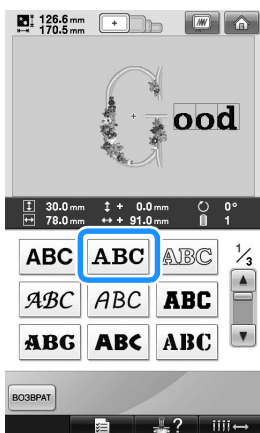 126.6 mm
170.5 mm
G ood
30.0 mm + 0.0 mm 0°
78.0 mm + 91.0 mm 1
ABC ABC ABC 1/3
ABC ABC ABC
ABC ABC ABC
ВОЗВРАТ
?